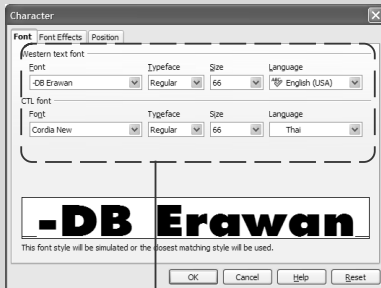 Character
Font Font Effects Position
Western text font
Font Typeface Size Language
-DB Erawan Regular 66 English (USA)
CTL font
Font Typeface Size Language
Cordia New Regular 66 Thai
-DB Erawan
This font style will be simulated or the closest matching style will be used.
OK Cancel Help Reset